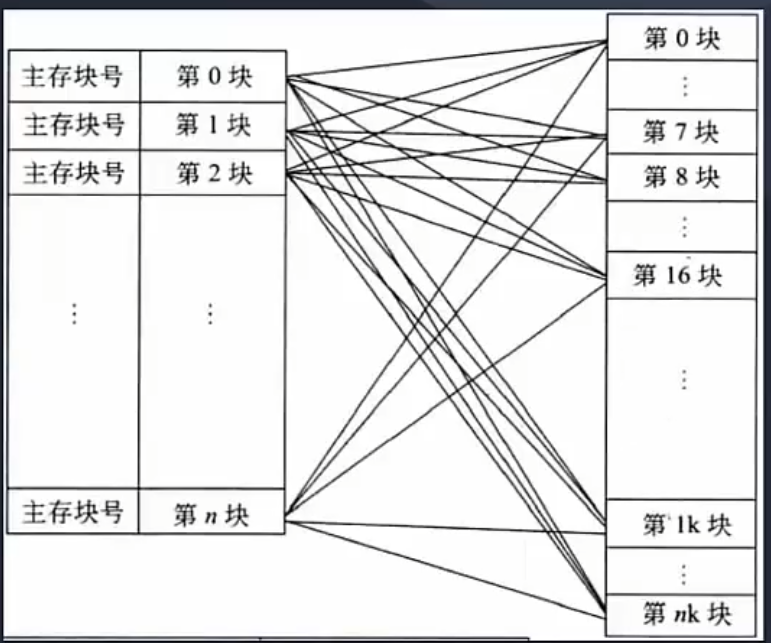 主存块号 第 0 块
主存块号 第 1 块
主存块号 第 2 块
⋮ ⋮
主存块号 第 n 块
第 0 块
⋮
第 7 块
第 8 块
⋮
第 16 块
⋮
第 1k 块
⋮
第 nk 块